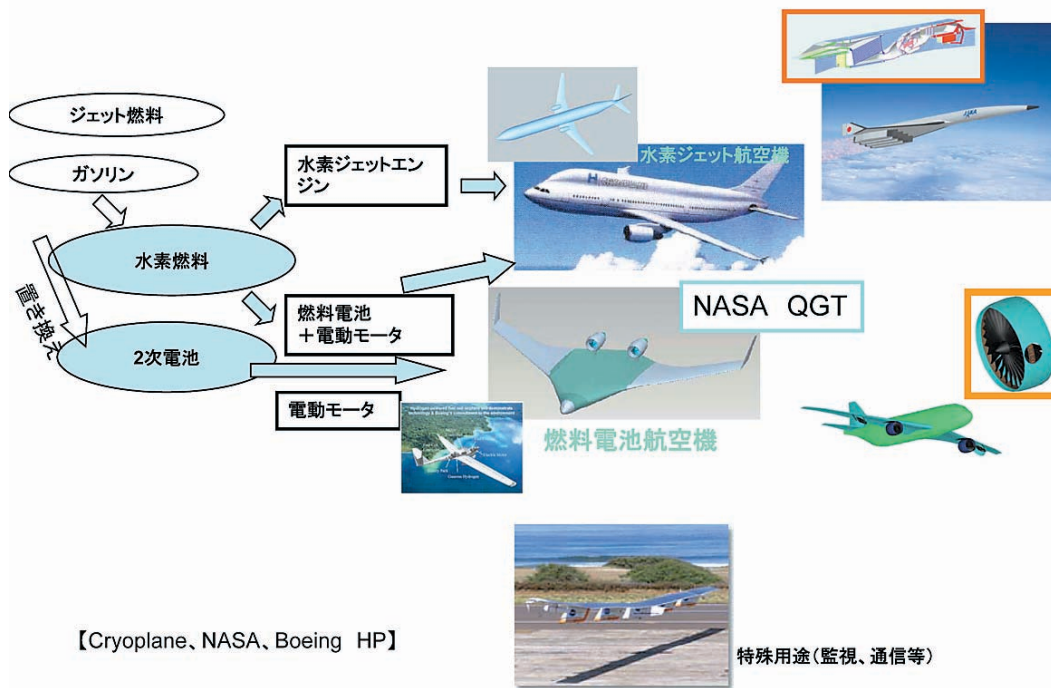 ジェット燃料
ガソリン
水素燃料
置き換え
2次電池
水素ジェットエン
ジン
燃料電池
＋電動モータ
電動モータ
水素ジェット航空機
H
JAXA
NASA QGT
燃料電池航空機
Electric Motor
特殊用途（監視、通信等）
【Cryoplane、NASA、Boeing HP】